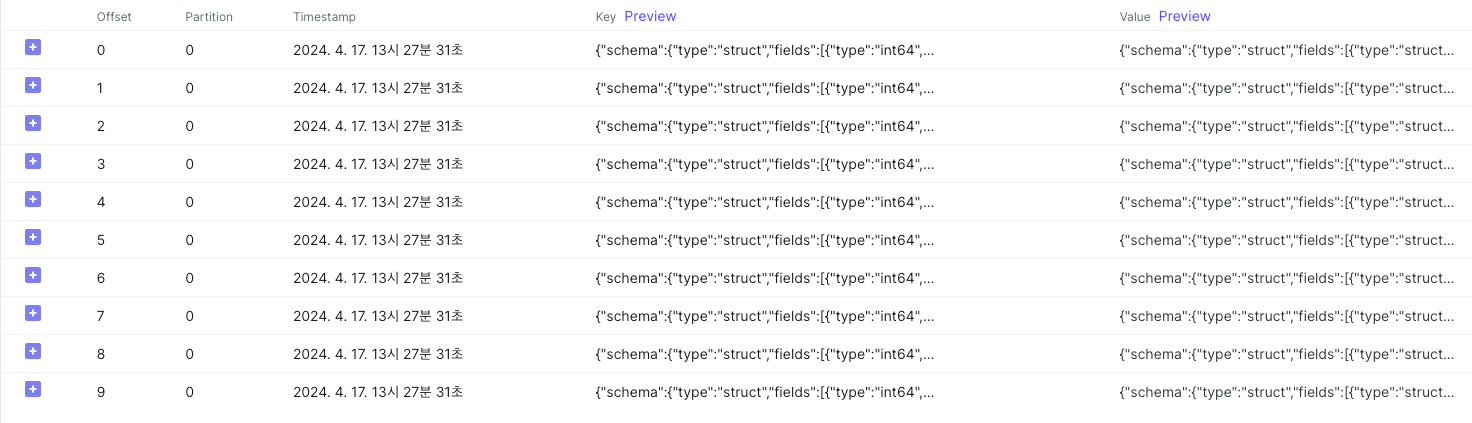 Offset Partition Timestamp Key Preview Value Preview
0 0 2024. 4. 17. 13시 27분 31초 {"schema":{"type":"struct","fields":[{"type":"int64",... {"schema":{"type":"struct","fields":[{"type":"struct...
1 0 2024. 4. 17. 13시 27분 31초 {"schema":{"type":"struct","fields":[{"type":"int64",... {"schema":{"type":"struct","fields":[{"type":"struct...
2 0 2024. 4. 17. 13시 27분 31초 {"schema":{"type":"struct","fields":[{"type":"int64",... {"schema":{"type":"struct","fields":[{"type":"struct...
3 0 2024. 4. 17. 13시 27분 31초 {"schema":{"type":"struct","fields":[{"type":"int64",... {"schema":{"type":"struct","fields":[{"type":"struct...
4 0 2024. 4. 17. 13시 27분 31초 {"schema":{"type":"struct","fields":[{"type":"int64",... {"schema":{"type":"struct","fields":[{"type":"struct...
5 0 2024. 4. 17. 13시 27분 31초 {"schema":{"type":"struct","fields":[{"type":"int64",... {"schema":{"type":"struct","fields":[{"type":"struct...
6 0 2024. 4. 17. 13시 27분 31초 {"schema":{"type":"struct","fields":[{"type":"int64",... {"schema":{"type":"struct","fields":[{"type":"struct...
7 0 2024. 4. 17. 13시 27분 31초 {"schema":{"type":"struct","fields":[{"type":"int64",... {"schema":{"type":"struct","fields":[{"type":"struct...
8 0 2024. 4. 17. 13시 27분 31초 {"schema":{"type":"struct","fields":[{"type":"int64",... {"schema":{"type":"struct","fields":[{"type":"struct...
9 0 2024. 4. 17. 13시 27분 31초 {"schema":{"type":"struct","fields":[{"type":"int64",... {"schema":{"type":"struct","fields":[{"type":"struct...